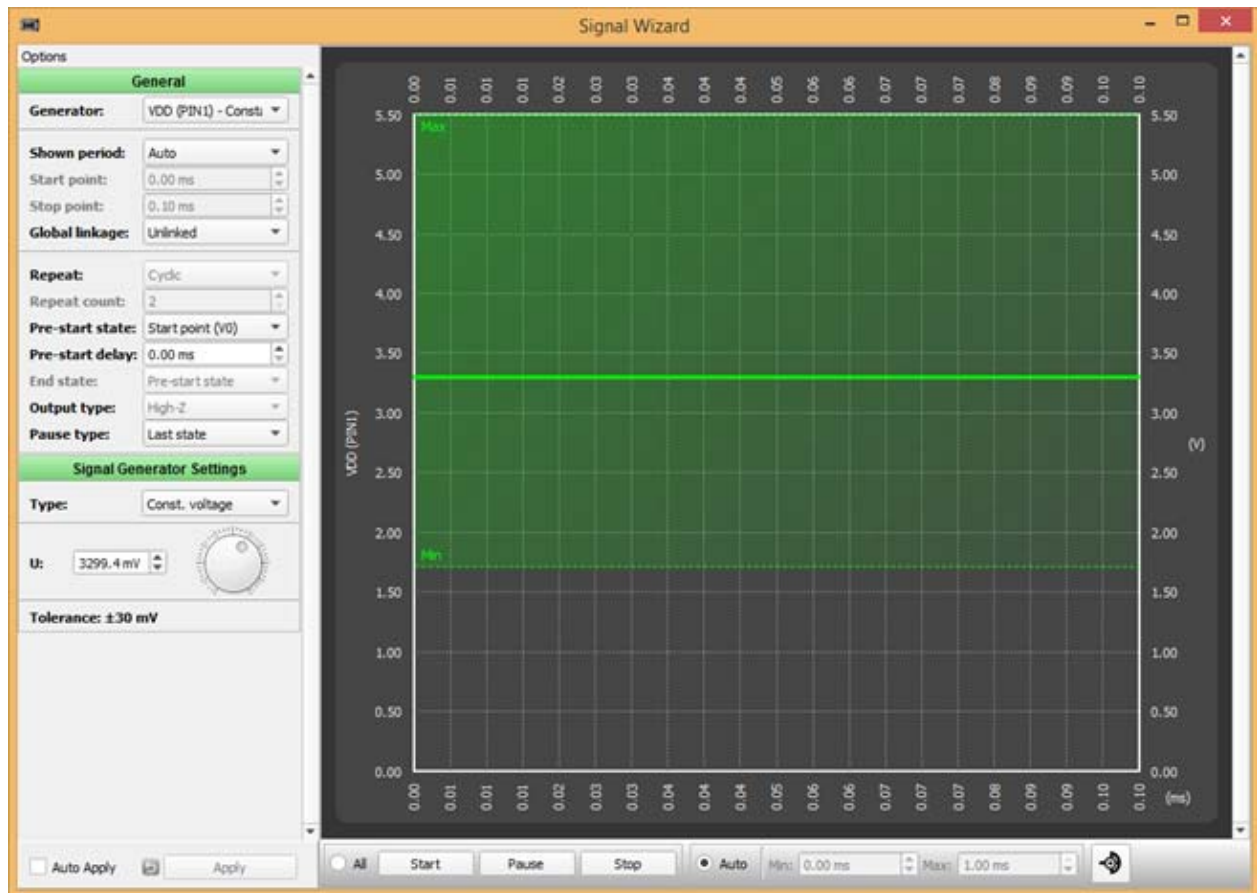 Signal Wizard
Options
General
Generator: VDD (PIN1) - Consta
Shown period: Auto
Start point: 0.00 ms
Stop point: 0.10 ms
Global linkage: Unlinked
Repeat: Cyclic
Repeat count: 2
Pre-start state: Start point (V0)
Pre-start delay: 0.00 ms
End state: Pre-start state
Output type: High-Z
Pause type: Last state
Signal Generator Settings
Type: Const. voltage
U: 3299.4 mV
Tolerance: ±30 mV
Auto Apply Apply
0.00 0.01 0.01 0.01 0.02 0.03 0.03 0.04 0.04 0.04 0.05 0.06 0.06 0.07 0.07 0.07 0.08 0.09 0.09 0.10 0.10
5.50 Max 5.50
5.00 5.00
4.50 4.50
4.00 4.00
3.50 3.50
3.00 3.00
VDD (PIN1) (V)
2.50 2.50
2.00 2.00
Min
1.50 1.50
1.00 1.00
0.50 0.50
0.00 0.00
0.00 0.01 0.01 0.01 0.02 0.03 0.03 0.04 0.04 0.04 0.05 0.06 0.06 0.07 0.07 0.07 0.08 0.09 0.09 0.10 0.10 (ms)
All Start Pause Stop Auto Min: 0.00 ms Max: 1.00 ms